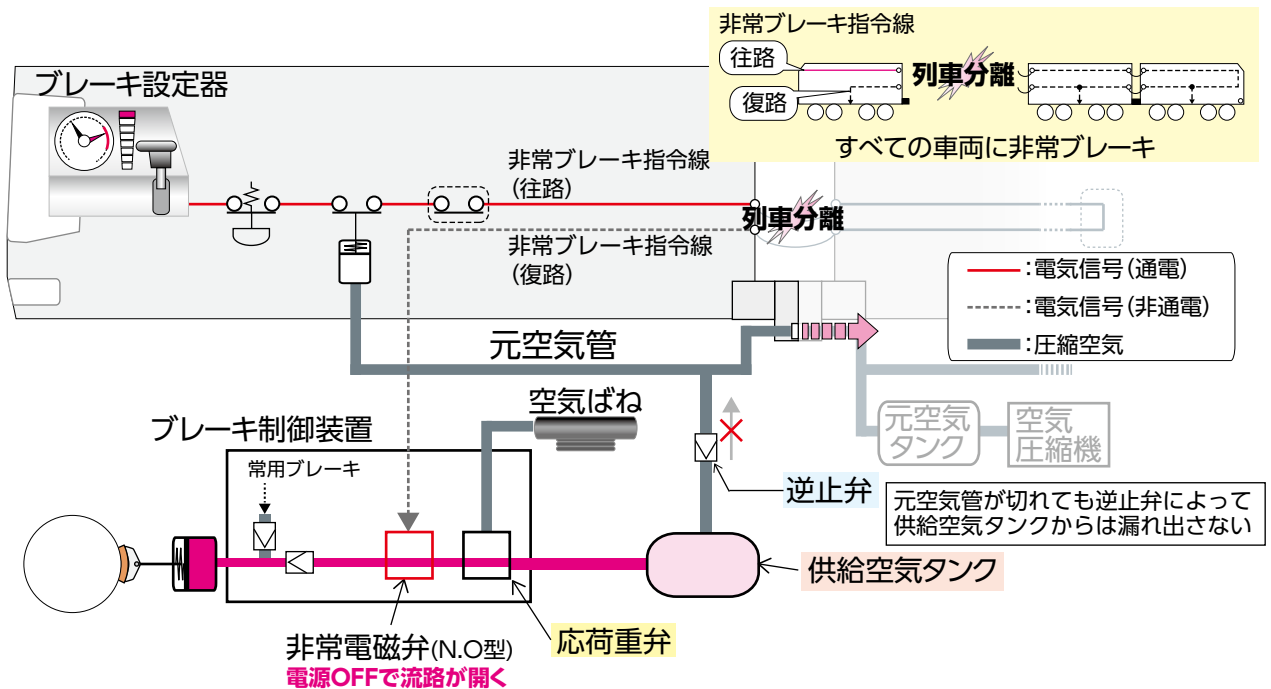 非常ブレーキ指令線
往路
列車分離
復路
すべての車両に非常ブレーキ
ブレーキ設定器
非常ブレーキ指令線
(往路)
列車分離
非常ブレーキ指令線
(復路)
:電気信号(通電)
:電気信号(非通電)
:圧縮空気
元空気管
空気ばね
元空気
タンク
空気
圧縮機
ブレーキ制御装置
常用ブレーキ
逆止弁
元空気管が切れても逆止弁によって
供給空気タンクからは漏れ出さない
供給空気タンク
非常電磁弁(N.O型)
電源OFFで流路が開く
応荷重弁